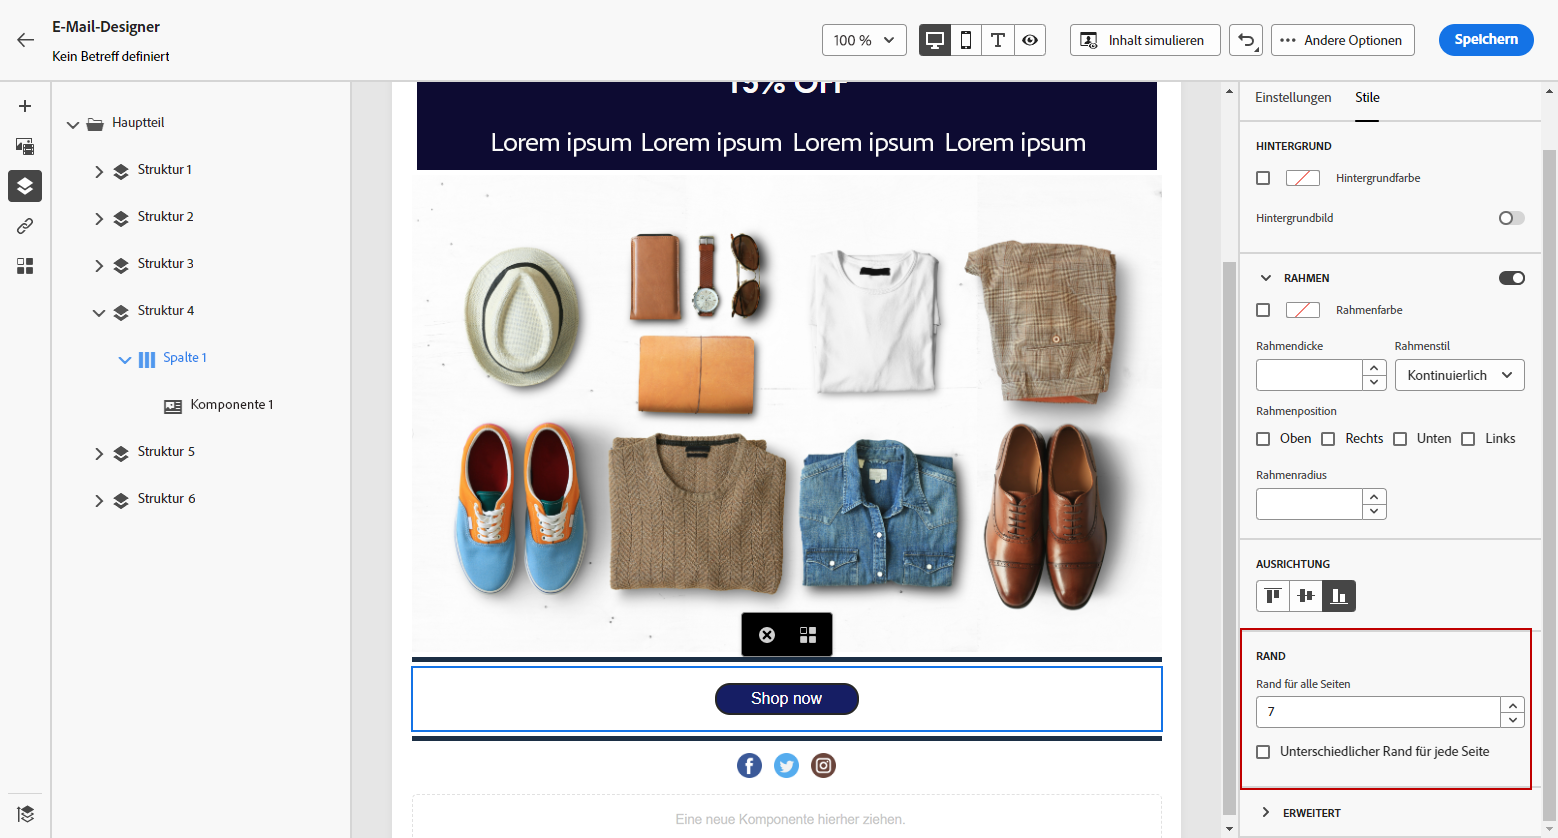 E-Mail-Designer
Kein Betreff definiert
100 %
Inhalt simulieren
Andere Optionen
Speichern
Hauptteil
Struktur 1
Struktur 2
Struktur 3
Struktur 4
Spalte 1
Komponente 1
Struktur 5
Struktur 6
15% OFF
Lorem ipsum Lorem ipsum Lorem ipsum Lorem ipsum
Shop now
Eine neue Komponente hierher ziehen.
Einstellungen Stile
HINTERGRUND
Hintergrundfarbe
Hintergrundbild
RAHMEN
Rahmenfarbe
Rahmendicke Rahmenstil
Kontinuierlich
Rahmenposition
Oben Rechts Unten Links
Rahmenradius
AUSRICHTUNG
RAND
Rand für alle Seiten
7
Unterschiedlicher Rand für jede Seite
ERWEITERT